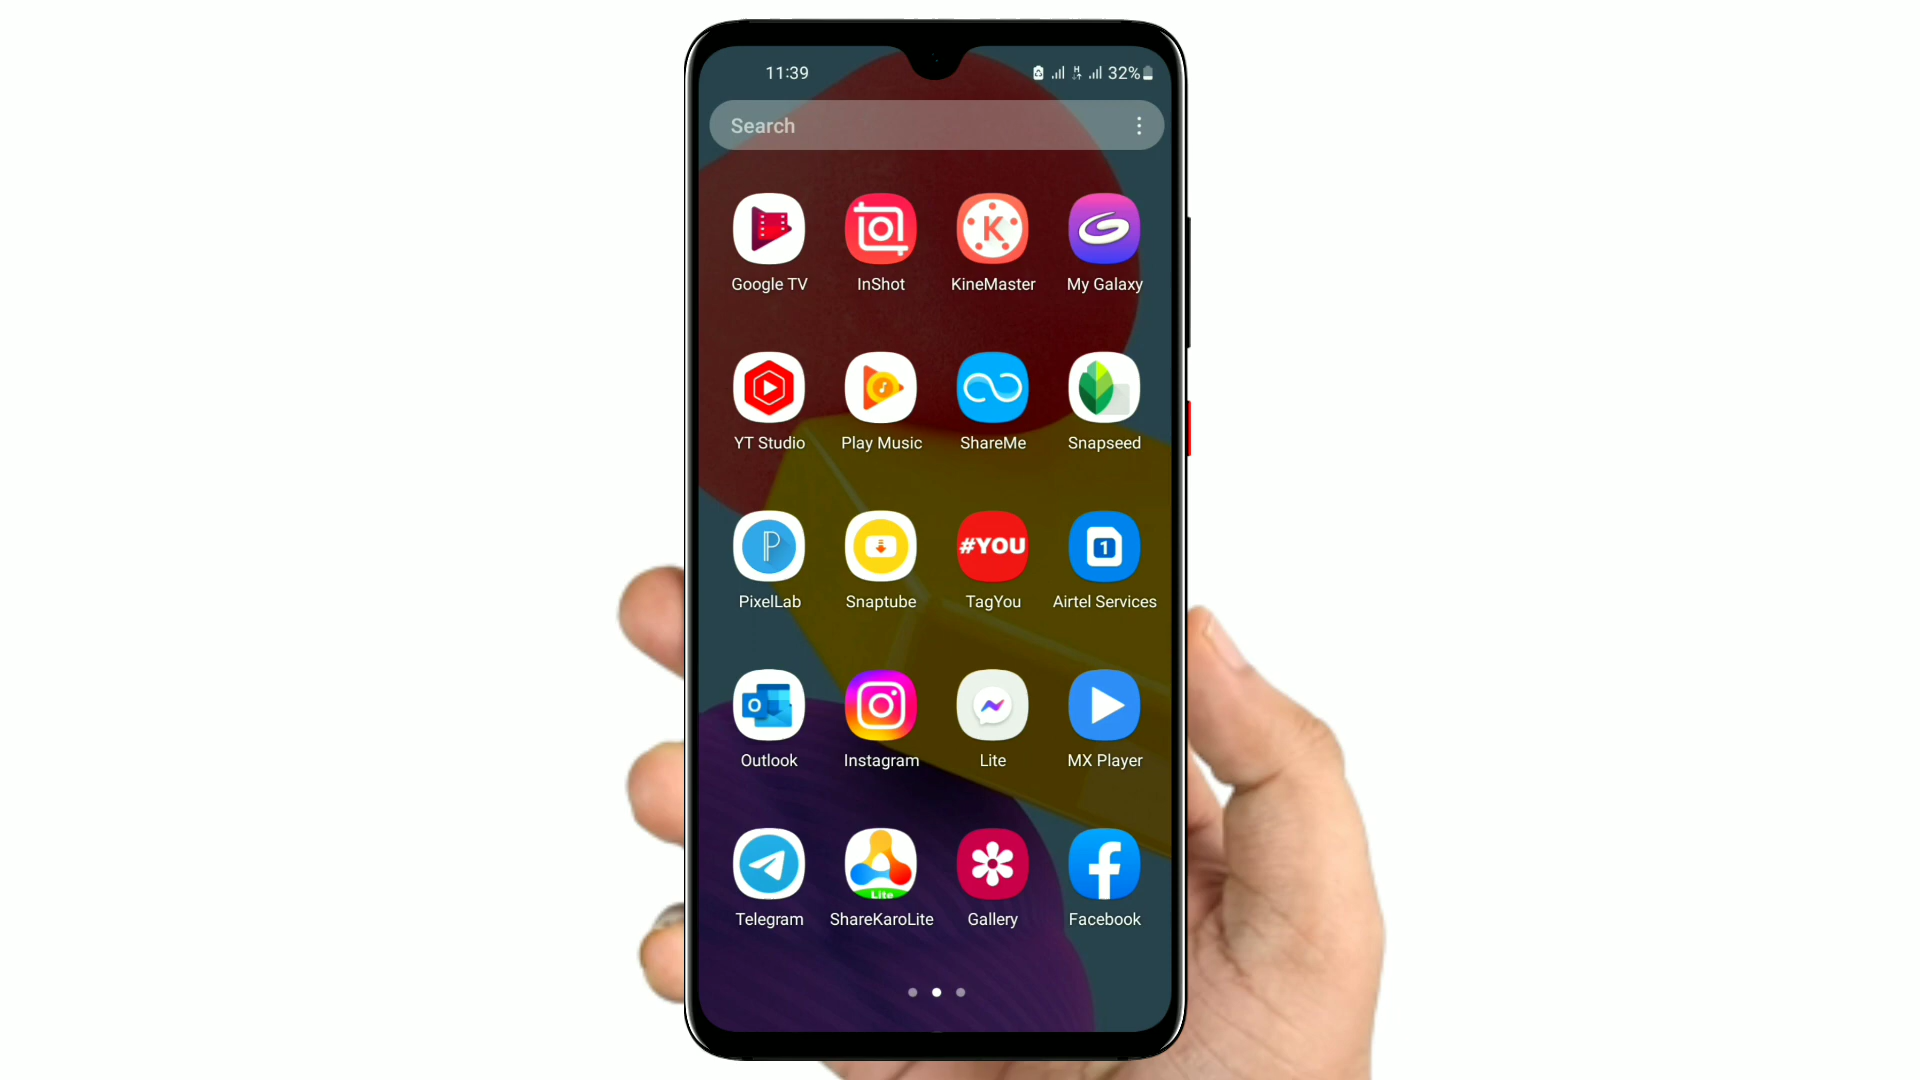 11:39 32%
Search
Google TV InShot KineMaster My Galaxy
YT Studio Play Music ShareMe Snapseed
#YOU 1
PixelLab Snaptube TagYou Airtel Services
Outlook Instagram Lite MX Player
Lite
Telegram ShareKaroLite Gallery Facebook